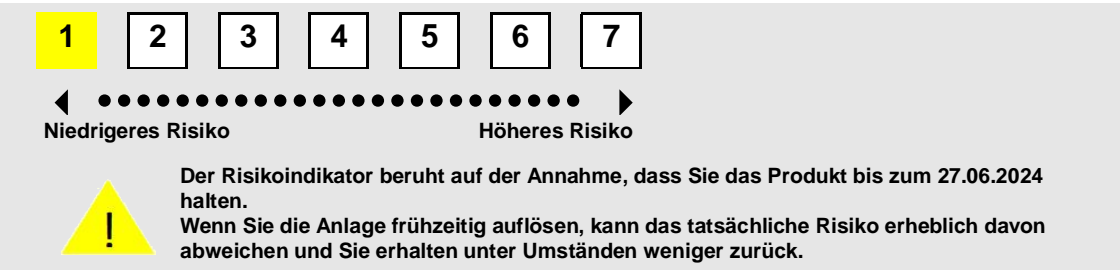 1 2 3 4 5 6 7
Niedrigeres Risiko Höheres Risiko
Der Risikoindikator beruht auf der Annahme, dass Sie das Produkt bis zum 27.06.2024
halten.
Wenn Sie die Anlage frühzeitig auflösen, kann das tatsächliche Risiko erheblich davon
abweichen und Sie erhalten unter Umständen weniger zurück.
!